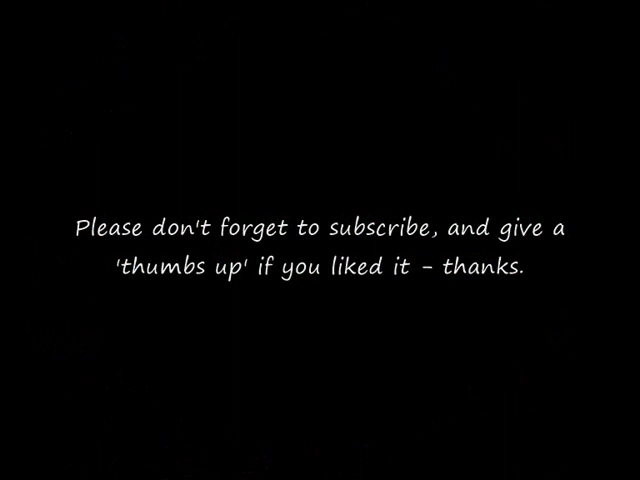 Please don't forget to subscribe, and give a
'thumbs up' if you liked it - thanks.